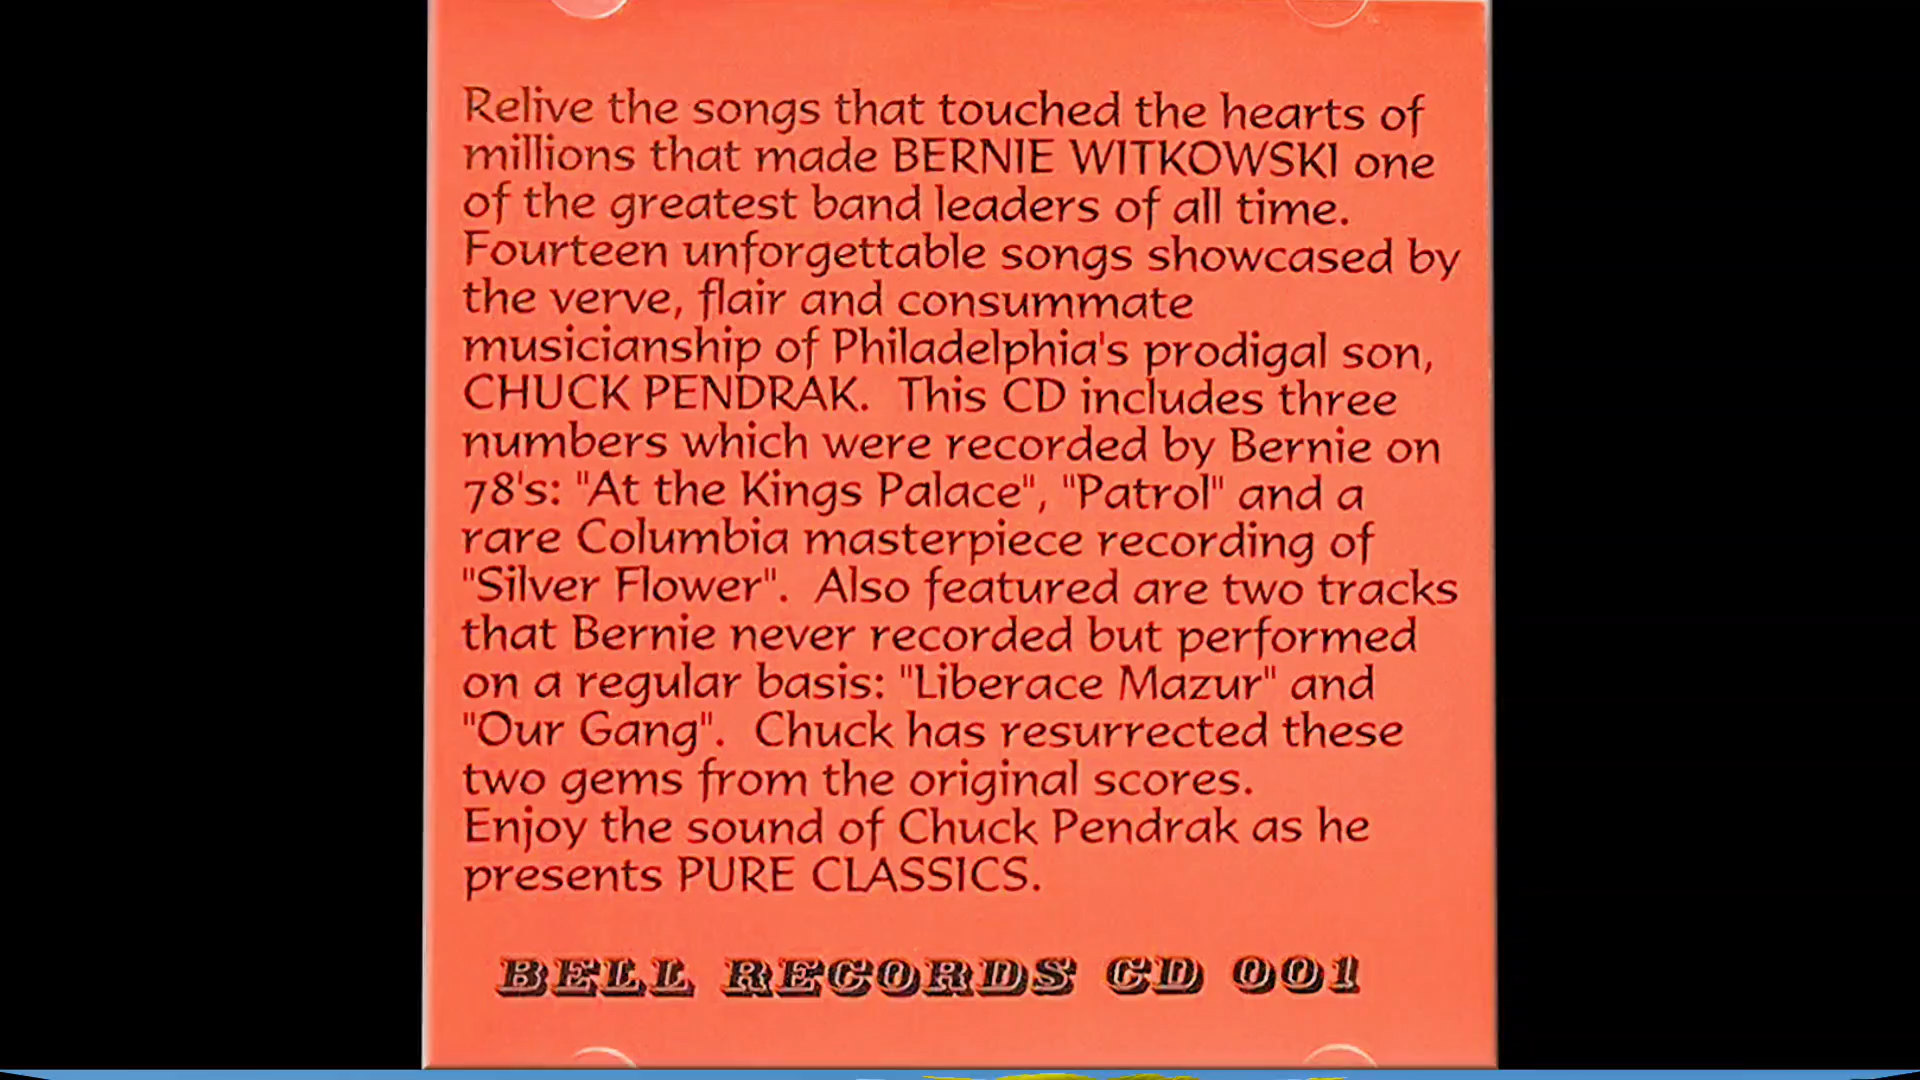 Relive the songs that touched the hearts of
millions that made BERNIE WITKOWSKI one
of the greatest band leaders of all time.
Fourteen unforgettable songs showcased by
the verve, flair and consummate
musicianship of Philadelphia's prodigal son,
CHUCK PENDRAK.  This CD includes three
numbers which were recorded by Bernie on
78's: "At the Kings Palace", "Patrol" and a
rare Columbia masterpiece recording of
"Silver Flower".  Also featured are two tracks
that Bernie never recorded but performed
on a regular basis: "Liberace Mazur" and
"Our Gang".  Chuck has resurrected these
two gems from the original scores.
Enjoy the sound of Chuck Pendrak as he
presents PURE CLASSICS.
BELL RECORDS CD 001